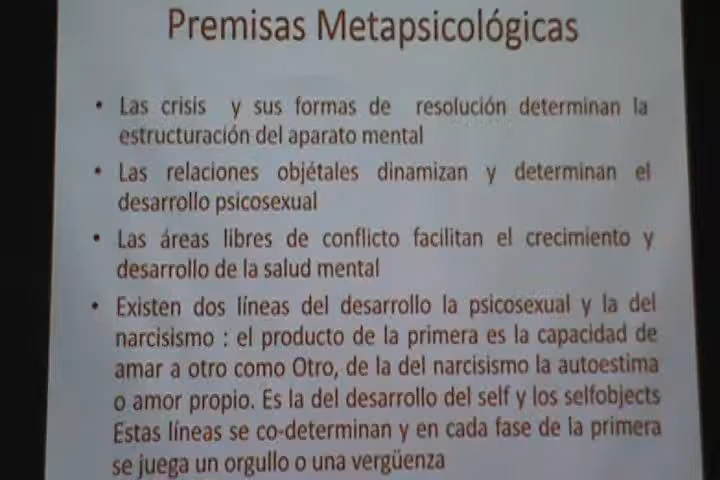 Premisas Metapsicológicas
• Las crisis y sus formas de resolución determinan la
estructuración del aparato mental
• Las relaciones objétales dinamizan y determinan el
desarrollo psicosexual
• Las áreas libres de conflicto facilitan el crecimiento y
desarrollo de la salud mental
• Existen dos líneas del desarrollo la psicosexual y la del
narcisismo : el producto de la primera es la capacidad de
amar a otro como Otro, de la del narcisismo la autoestima
o amor propio. Es la del desarrollo del self y los selfobjects
Estas líneas se co-determinan y en cada fase de la primera
se juega un orgullo o una vergüenza